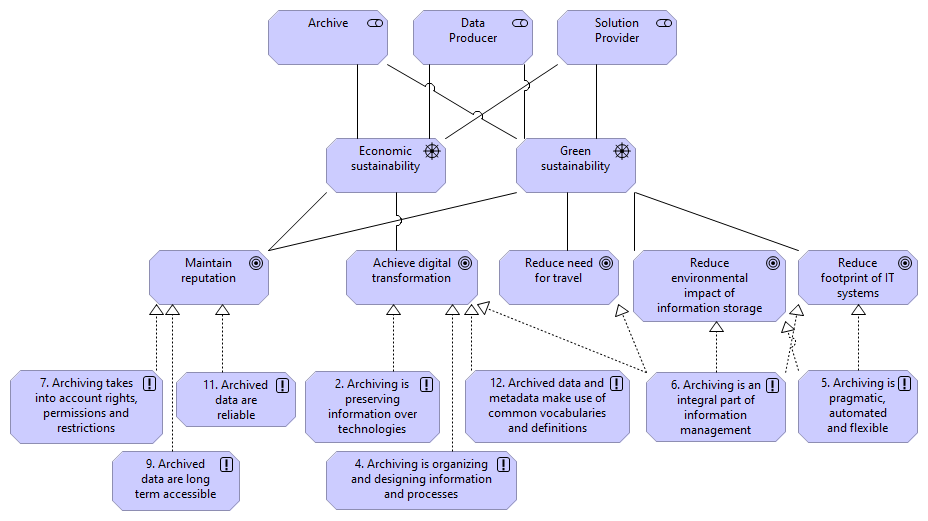 Archive
Data
Producer
Solution
Provider
Economic
sustainability
Green
sustainability
Maintain
reputation
Achieve digital
transformation
Reduce need
for travel
Reduce
environmental
impact of
information storage
Reduce
footprint of IT
systems
7. Archiving takes
into account rights,
permissions and
restrictions
11. Archived
data are
reliable
2. Archiving is
preserving
information over
technologies
12. Archived data and
metadata make use of
common vocabularies
and definitions
6. Archiving is an
integral part of
information
management
5. Archiving is
pragmatic,
automated
and flexible
9. Archived
data are long
term accessible
4. Archiving is organizing
and designing information
and processes